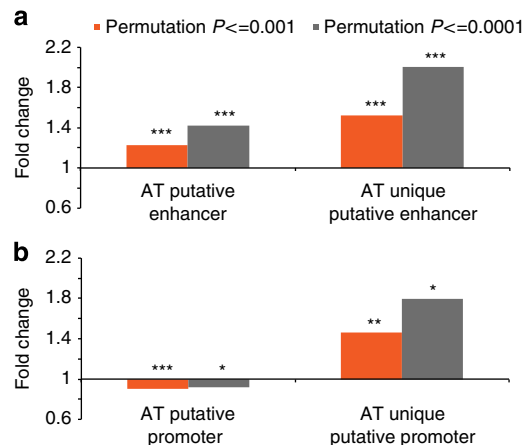 a
Permutation P<=0.001 Permutation P<=0.0001
2.2
1.8
1.4
1
0.6
Fold change
***
***
***
***
AT putative enhancer
AT unique putative enhancer
b
2.2
1.8
1.4
1
0.6
Fold change
***
*
**
*
AT putative promoter
AT unique putative promoter